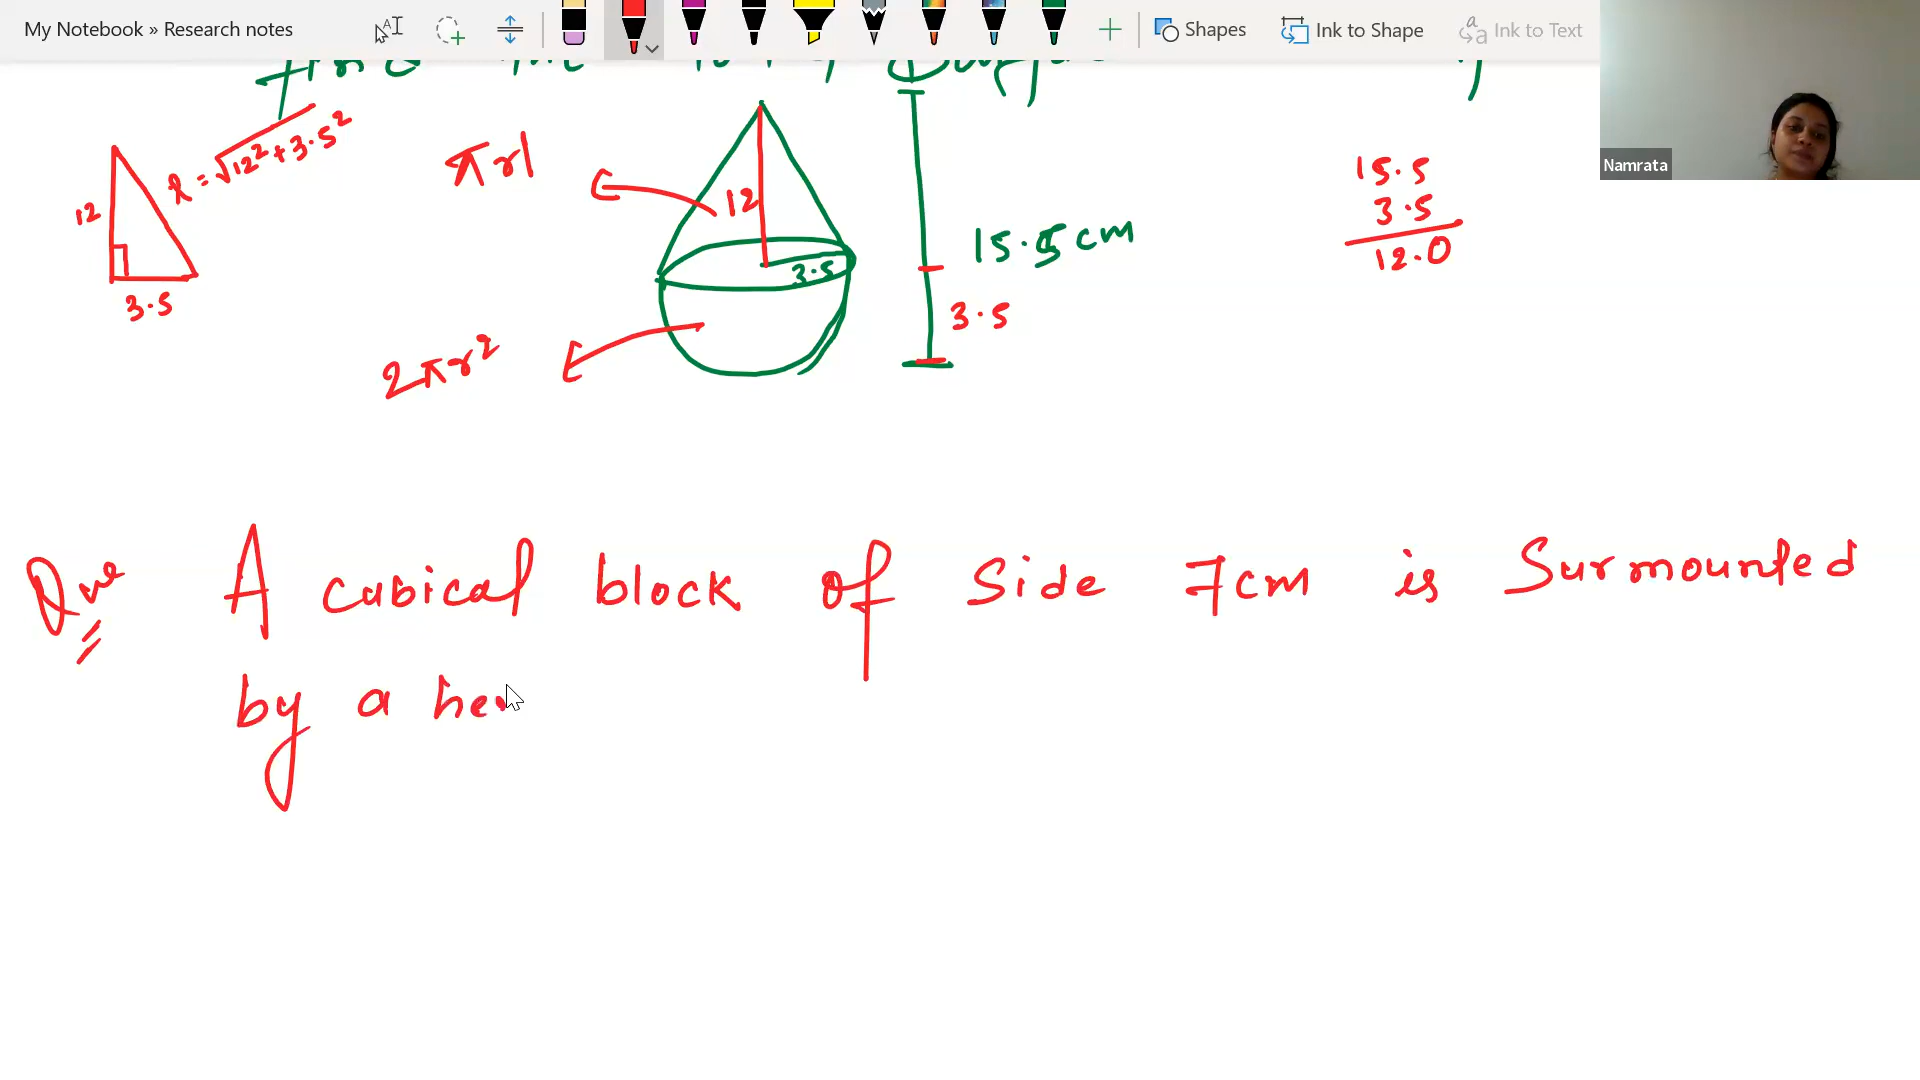 My Notebook » Research notes
Shapes
Ink to Shape
Ink to Text
Namrata
l = √12² + 3.5²
12
3.5
πrl
12
3.5
2πr²
15.5 cm
3.5
15.5
3.5
12.0
Que A cubical block of Side 7cm is Surmounted
by a he